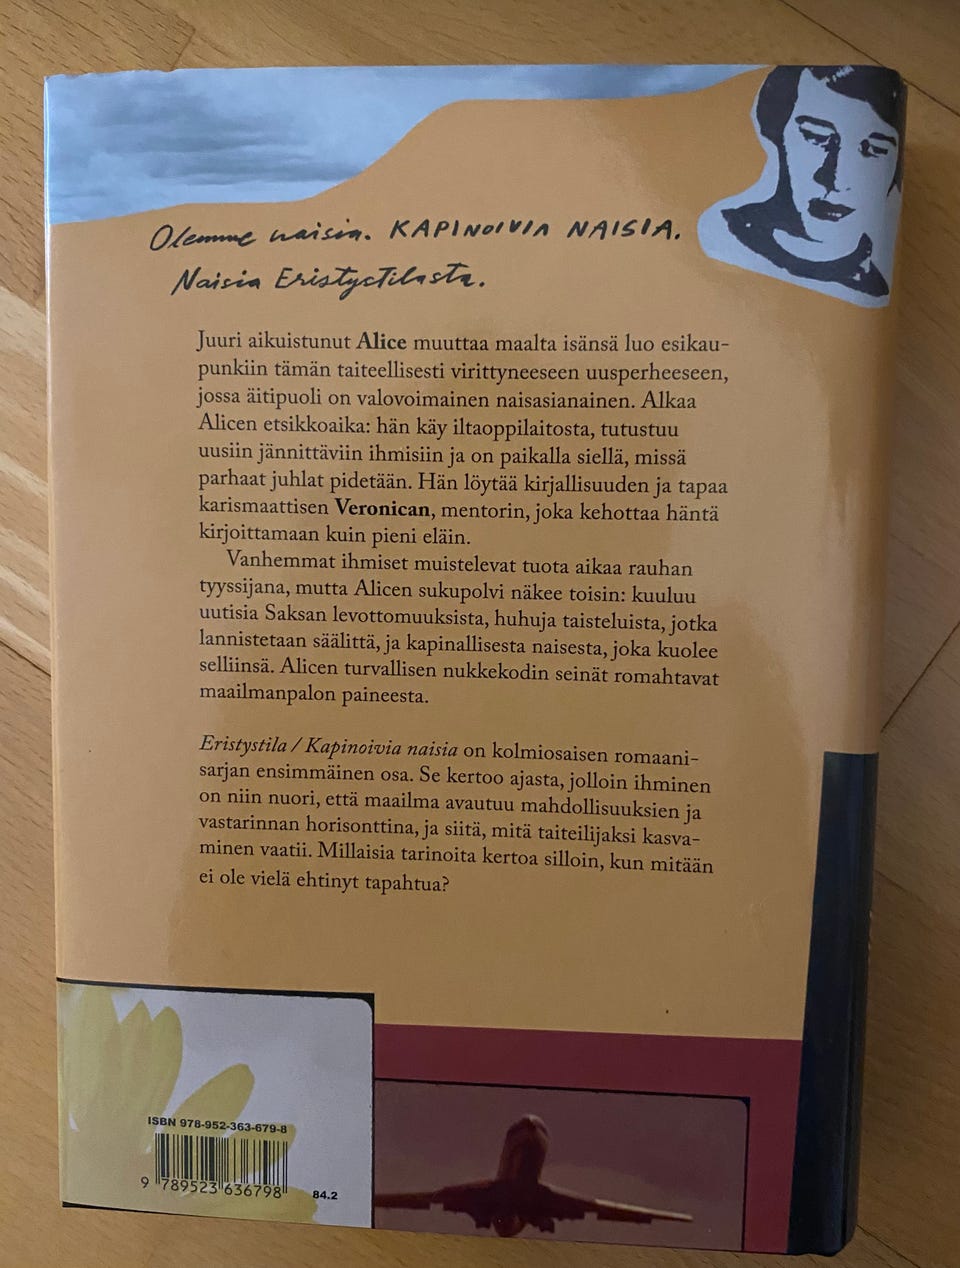 Olemme naisia. KAPINOIVIA NAISIA.
Naisia Eristystilasta.
Juuri aikuistunut Alice muuttaa maalta isänsä luo esikau-
punkiin tämän taiteellisesti virittyneeseen uusperheeseen,
jossa äitipuoli on valovoimainen naisasianainen. Alkaa
Alicen etsikkoaika: hän käy iltaoppilaitosta, tutustuu
uusiin jännittäviin ihmisiin ja on paikalla siellä, missä
parhaat juhlat pidetään. Hän löytää kirjallisuuden ja tapaa
karismaattisen Veronican, mentorin, joka kehottaa häntä
kirjoittamaan kuin pieni eläin.
Vanhemmat ihmiset muistelevat tuota aikaa rauhan
tyyssijana, mutta Alicen sukupolvi näkee toisin: kuuluu
uutisia Saksan levottomuuksista, huhuja taisteluista, jotka
lannistetaan säälittä, ja kapinallisesta naisesta, joka kuolee
selliinsä. Alicen turvallisen nukkekodin seinät romahtavat
maailmanpalon paineesta.
Eristystila / Kapinoivia naisia on kolmiosaisen romaani-
sarjan ensimmäinen osa. Se kertoo ajasta, jolloin ihminen
on niin nuori, että maailma avautuu mahdollisuuksien ja
vastarinnan horisonttina, ja siitä, mitä taiteilijaksi kasva-
minen vaatii. Millaisia tarinoita kertoa silloin, kun mitään
ei ole vielä ehtinyt tapahtua?
ISBN 978-952-363-679-8
9 789523 636798
84.2